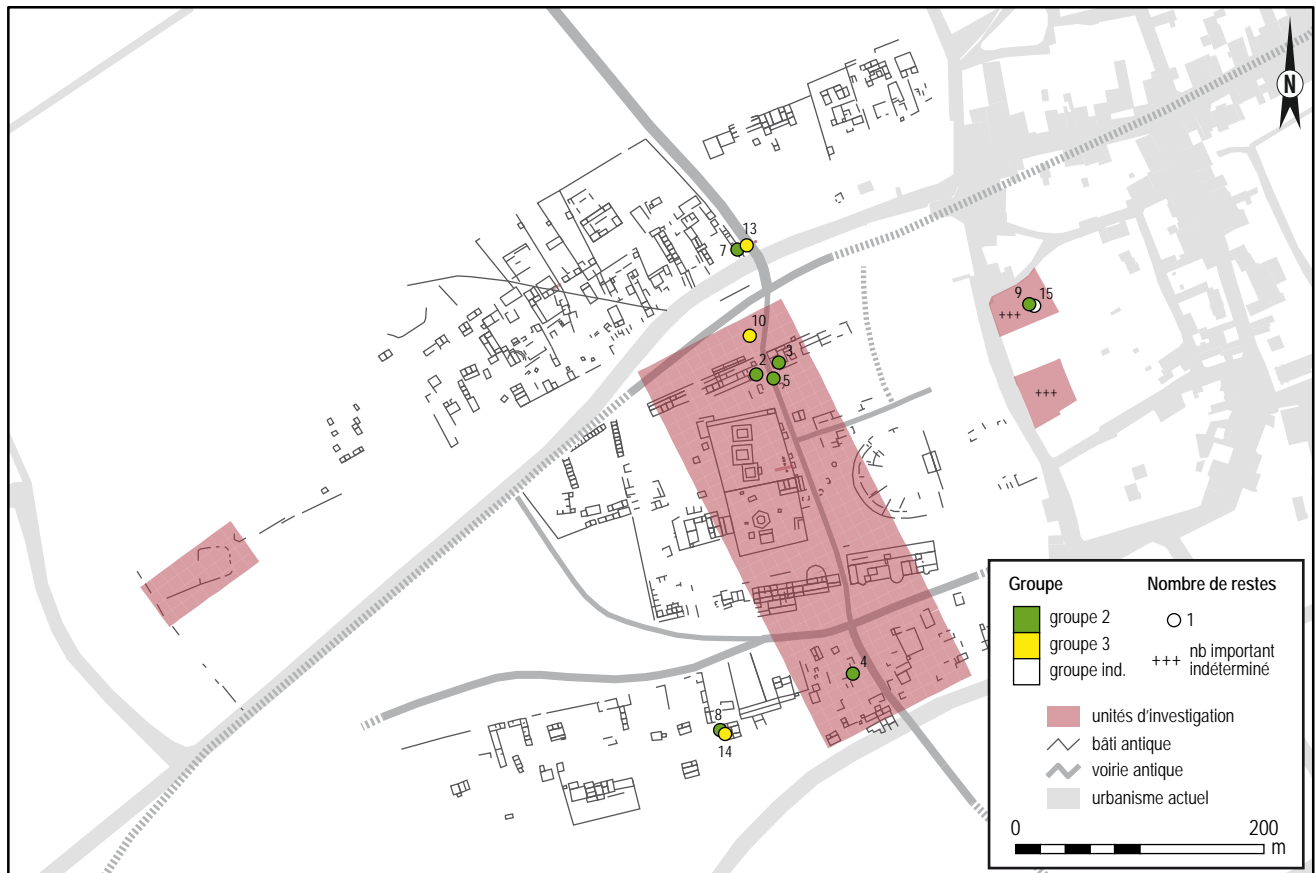 N
13
7
9 15
+++
10
3
2
5
+++
4
8
14
Groupe
groupe 2
groupe 3
groupe ind.
Nombre de restes
1
+++ nb important
indéterminé
unités d'investigation
bâti antique
voirie antique
urbanisme actuel
0 200
m